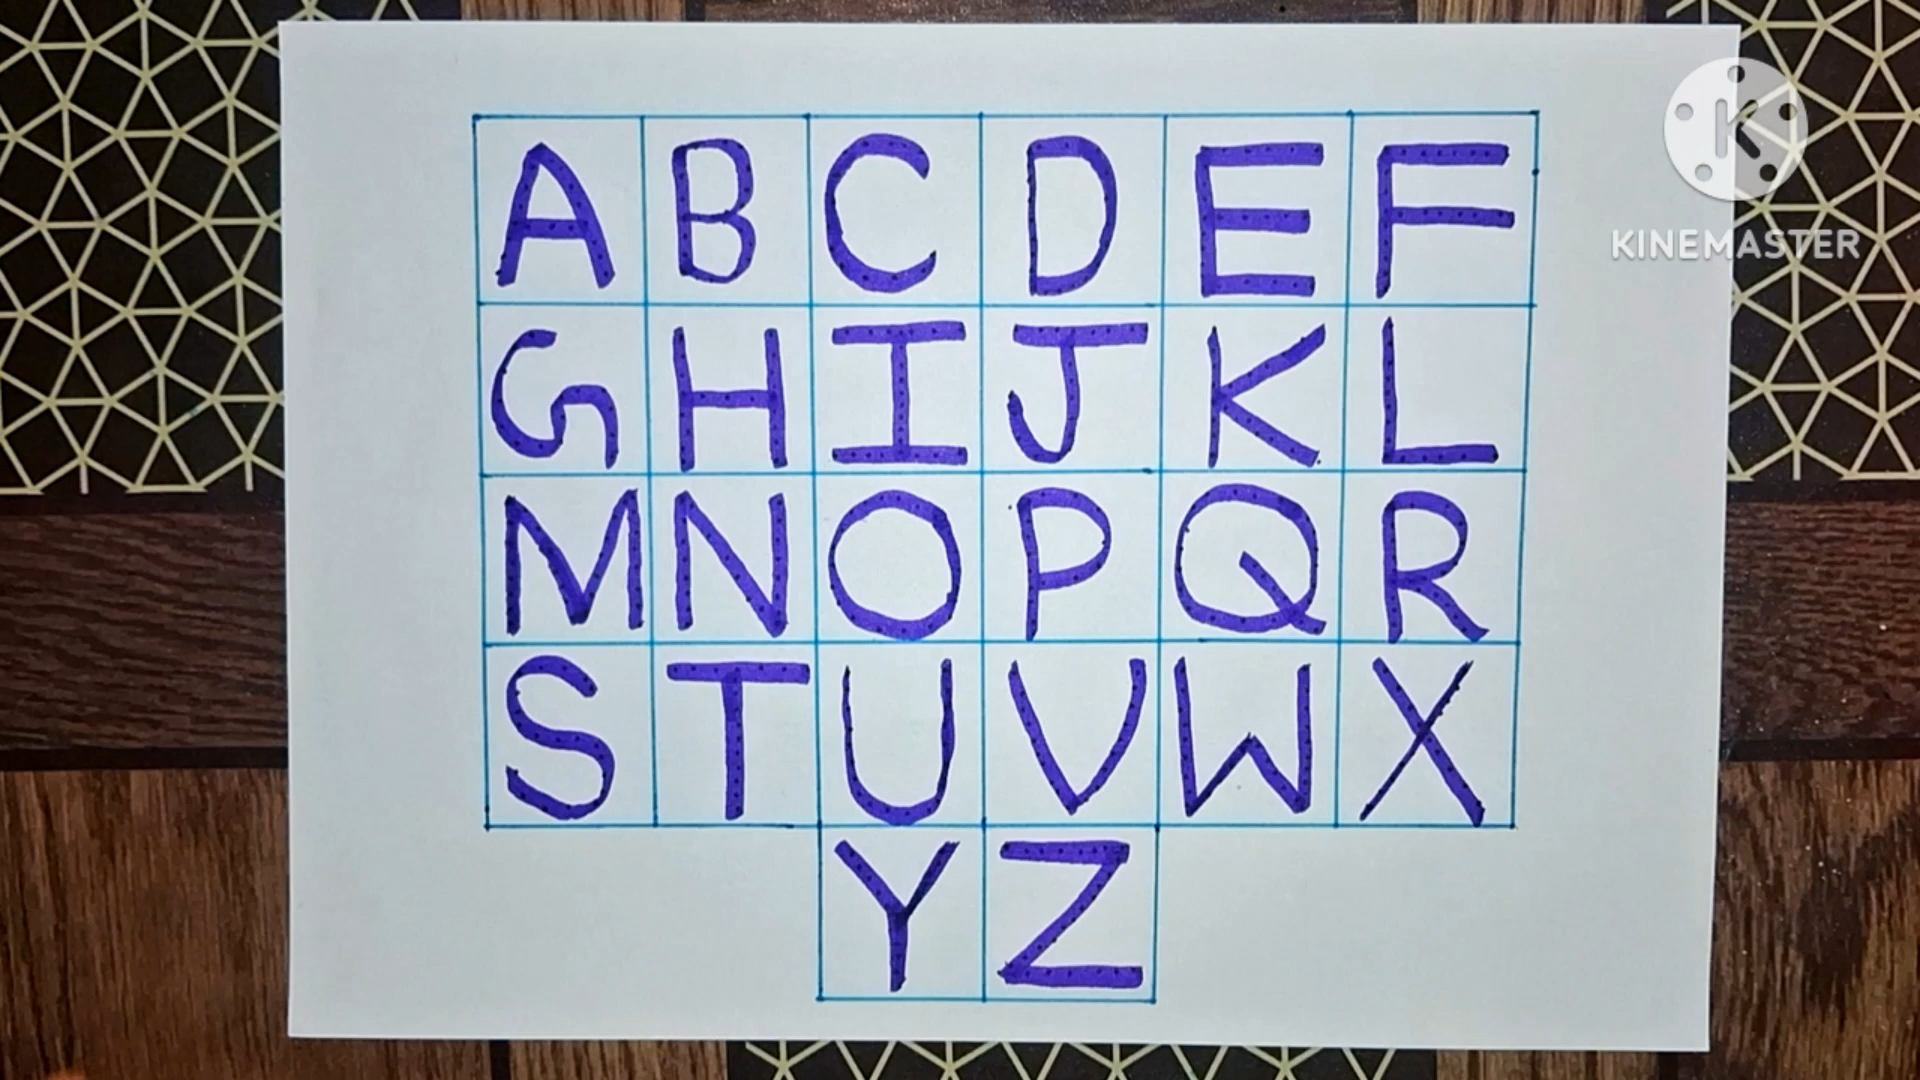 A B C D E F
G H I J K L
M N O P Q R
S T U V W X
Y Z
K
KINEMASTER